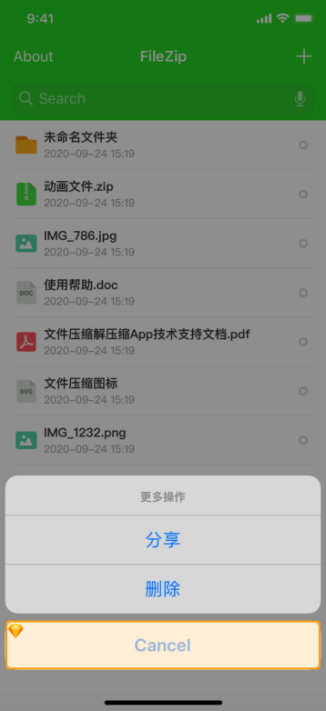 9:41
About
FileZip
Search
未命名文件夹
2020-09-24 15:19
动画文件.zip
2020-09-24 15:19
IMG_786.jpg
2020-09-24 15:19
DOC
使用帮助.doc
2020-09-24 15:19
文件压缩解压缩App技术支持文档.pdf
2020-09-24 15:19
SVG
文件压缩图标
2020-09-24 15:19
IMG_1232.png
2020-09-24 15:19
更多操作
分享
删除
Cancel